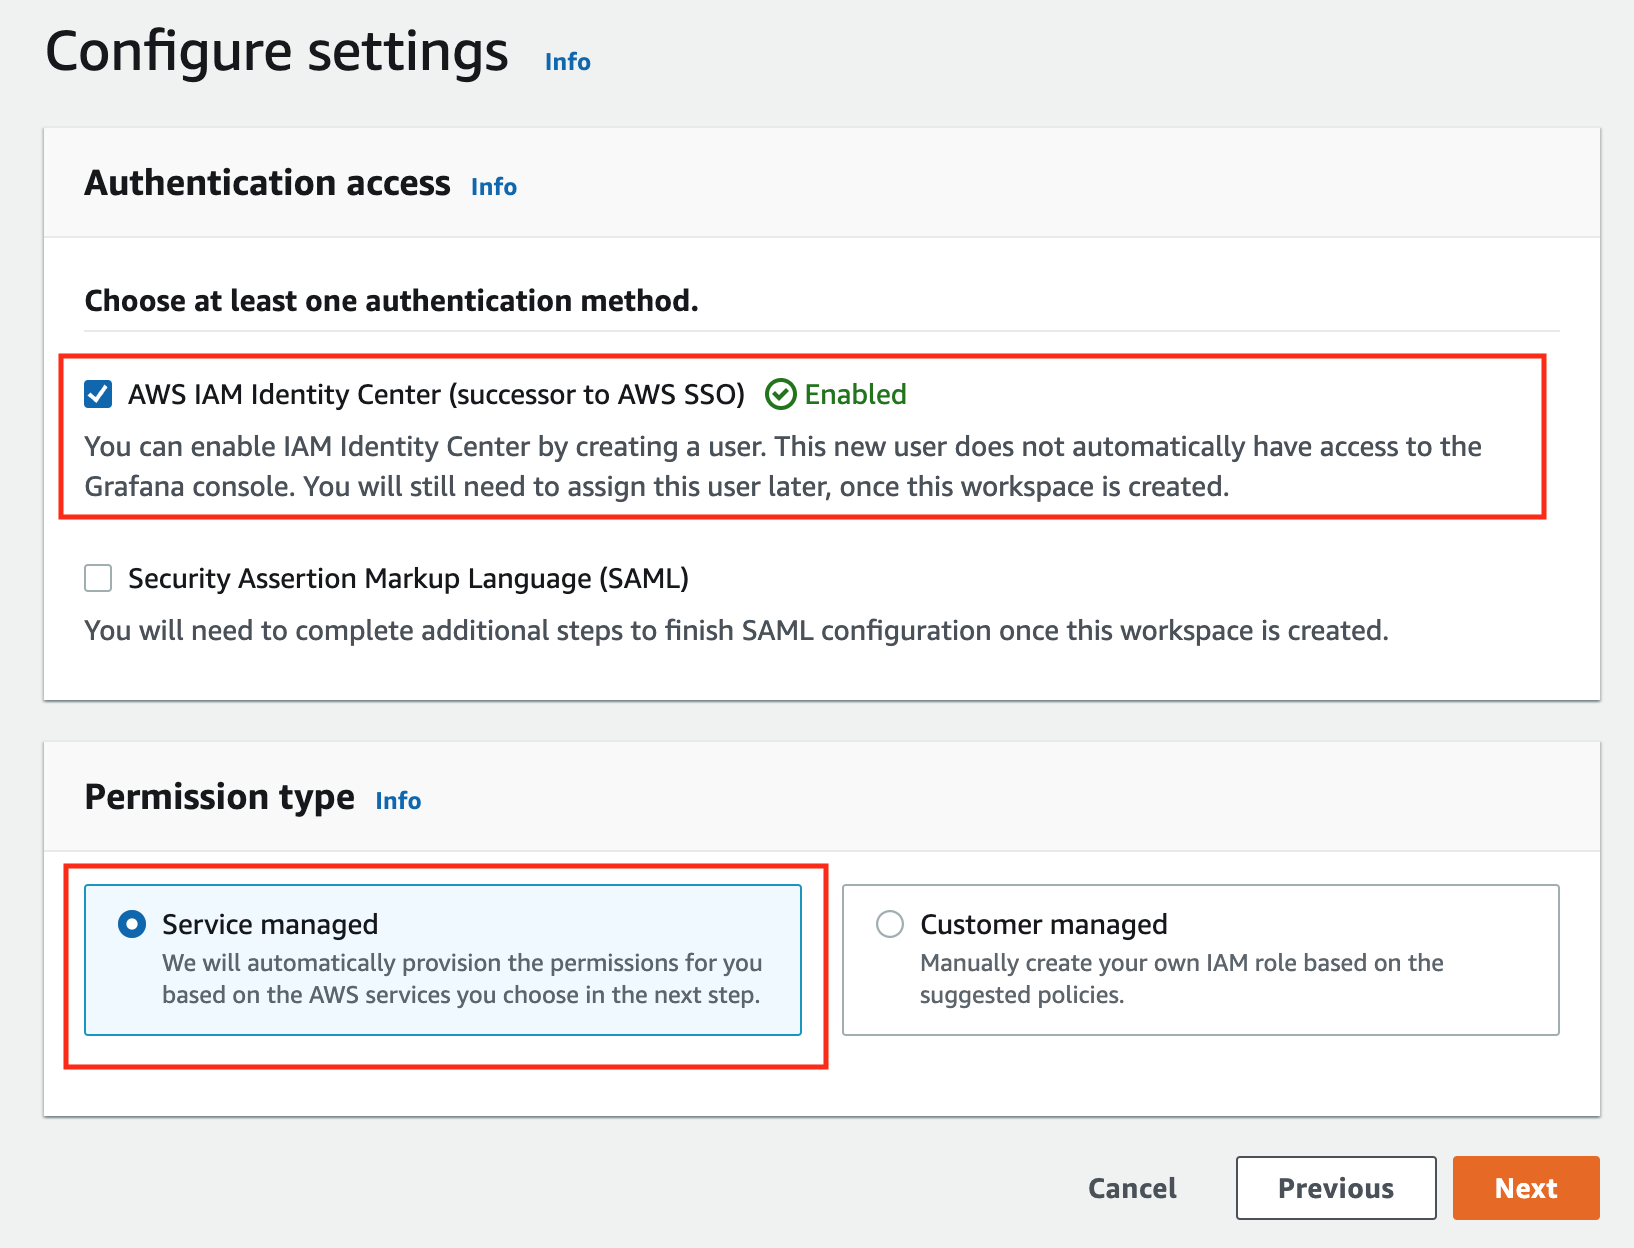 Configure settings Info
Authentication access Info
Choose at least one authentication method.
AWS IAM Identity Center (successor to AWS SSO) Enabled
You can enable IAM Identity Center by creating a user. This new user does not automatically have access to the
Grafana console. You will still need to assign this user later, once this workspace is created.
Security Assertion Markup Language (SAML)
You will need to complete additional steps to finish SAML configuration once this workspace is created.
Permission type Info
Service managed
We will automatically provision the permissions for you
based on the AWS services you choose in the next step.
Customer managed
Manually create your own IAM role based on the
suggested policies.
Cancel Previous Next